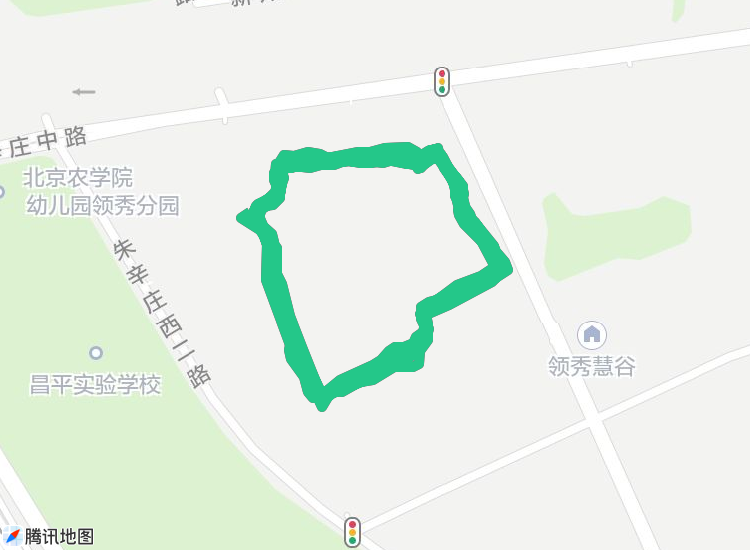 庄中路
北京农学院
幼儿园领秀分园
朱辛庄西二路
领秀慧谷
昌平实验学校
腾讯地图